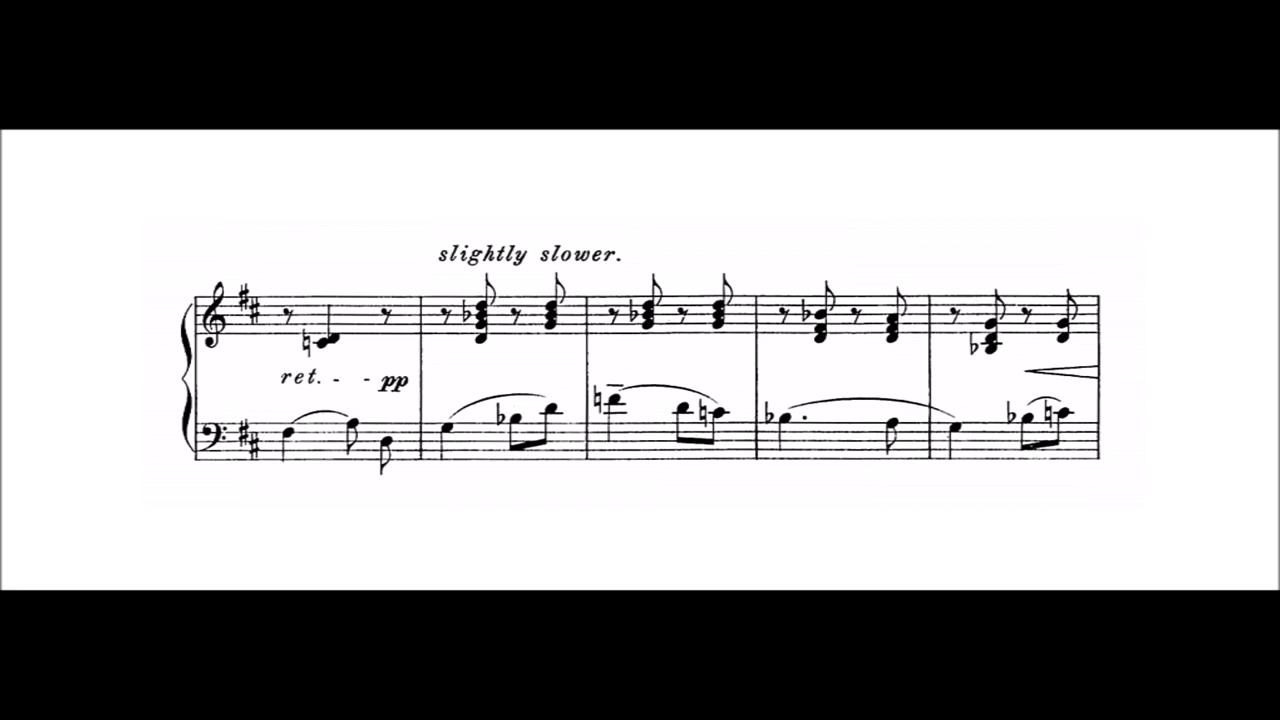 slightly slower.
ret. - - pp